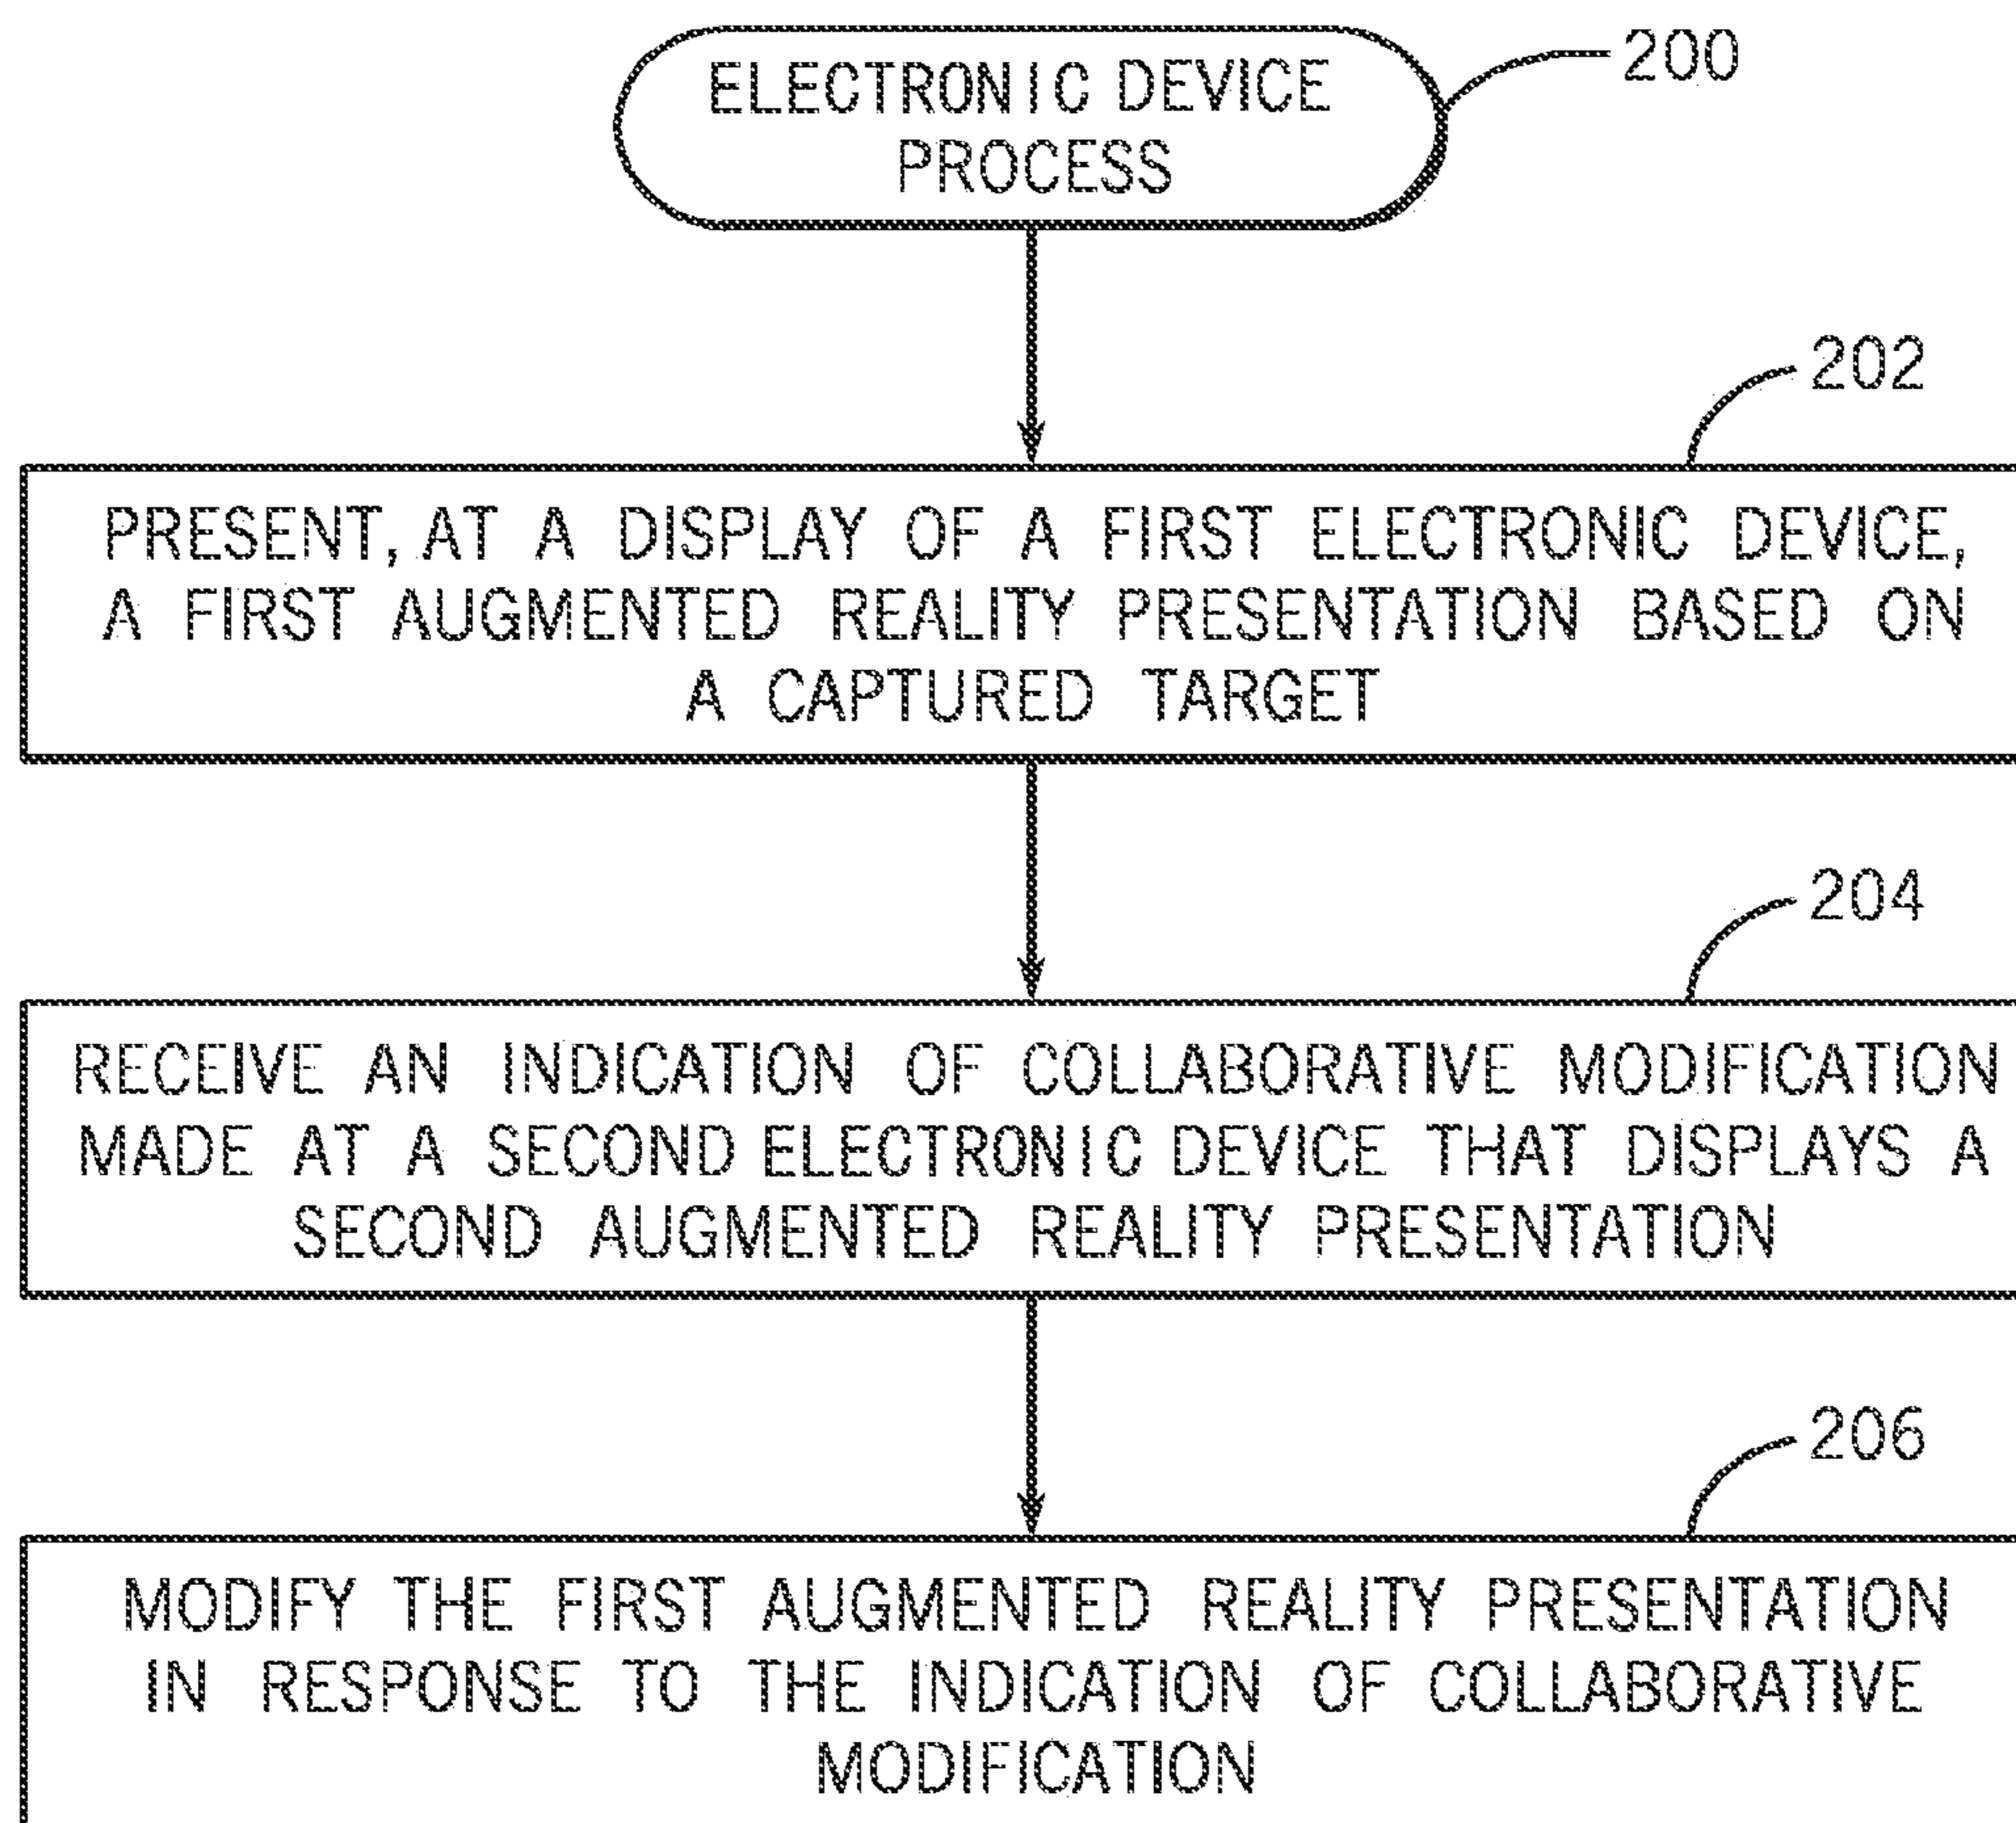 ELECTRONIC DEVICE
PROCESS
200
202
PRESENT, AT A DISPLAY OF A FIRST ELECTRONIC DEVICE,
A FIRST AUGMENTED REALITY PRESENTATION BASED ON
A CAPTURED TARGET
204
RECEIVE AN INDICATION OF COLLABORATIVE MODIFICATION
MADE AT A SECOND ELECTRONIC DEVICE THAT DISPLAYS A
SECOND AUGMENTED REALITY PRESENTATION
206
MODIFY THE FIRST AUGMENTED REALITY PRESENTATION
IN RESPONSE TO THE INDICATION OF COLLABORATIVE
MODIFICATION